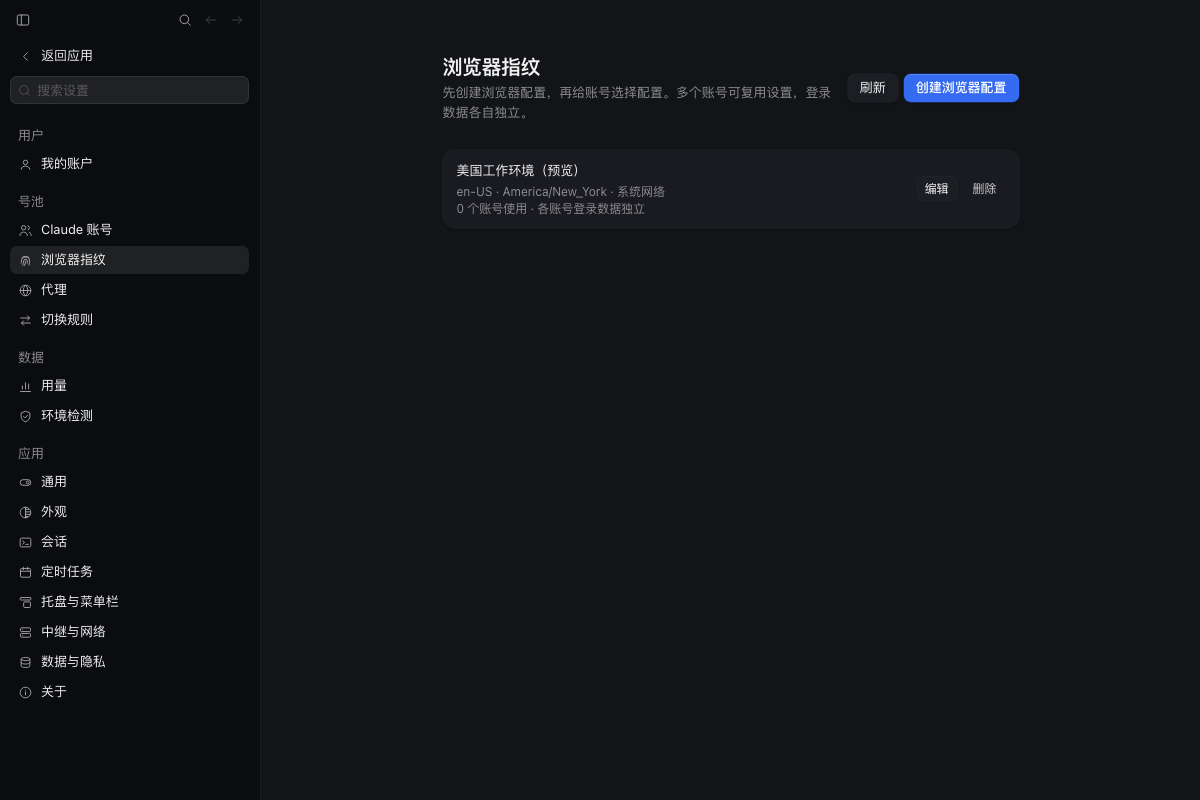 返回应用
搜索设置
用户
我的账户
号池
Claude 账号
浏览器指纹
代理
切换规则
数据
用量
环境检测
应用
通用
外观
会话
定时任务
托盘与菜单栏
中继与网络
数据与隐私
关于
浏览器指纹
先创建浏览器配置，再给账号选择配置。多个账号可复用设置，登录
数据各自独立。
刷新
创建浏览器配置
美国工作环境（预览）
en-US · America/New_York · 系统网络
0 个账号使用 · 各账号登录数据独立
编辑
删除